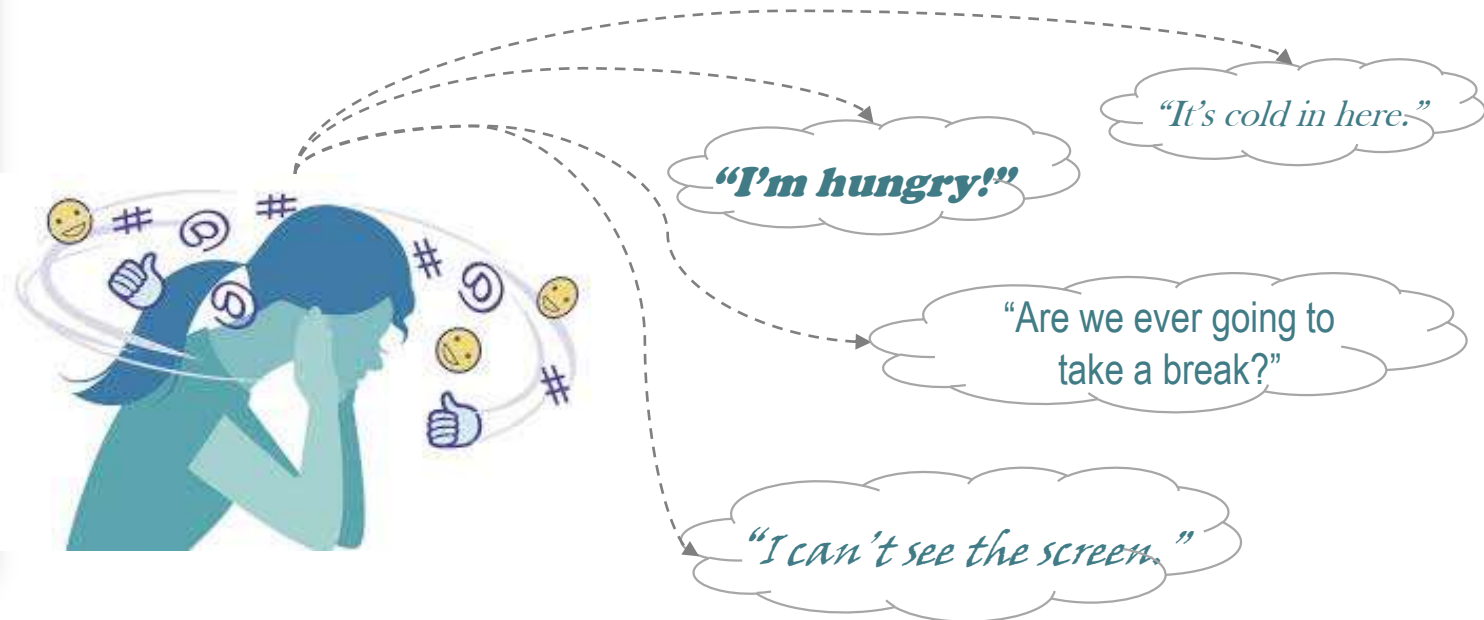 “It’s cold in here.”
“I’m hungry!”
“Are we ever going to
take a break?”
“I can’t see the screen.”